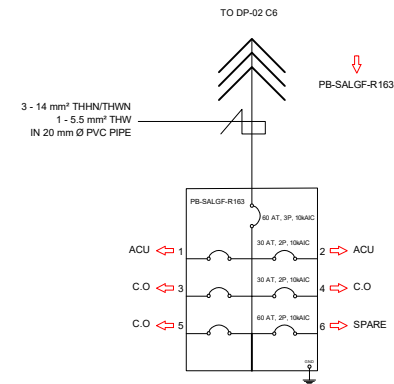 TO DP-02 C6
PB-SALGF-R163
3 - 14 mm² THHN/THWN
1 - 5.5 mm² THW
IN 20 mm Ø PVC PIPE
PB-SALGF-R163
60 AT, 3P, 10kAIC
30 AT, 2P, 10kAIC
ACU 1
2 ACU
30 AT, 2P, 10kAIC
C.O 3
4 C.O
60 AT, 2P, 10kAIC
C.O 5
6 SPARE
GND